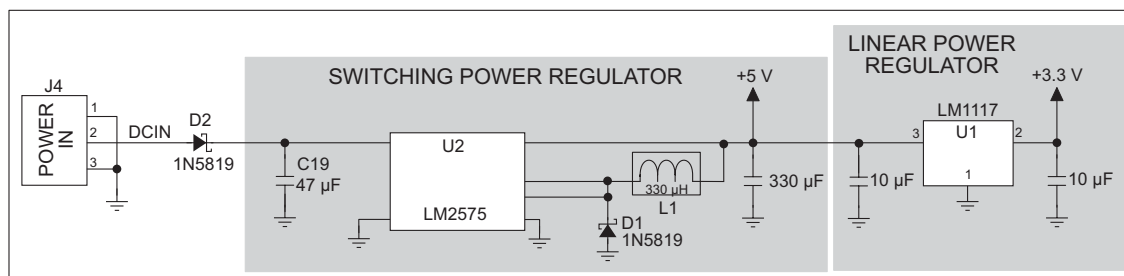 SWITCHING POWER REGULATOR
LINEAR POWER
REGULATOR
J4
POWER
IN
1
2
3
DCIN
D2
1N5819
C19
47 µF
U2
LM2575
330 µH
L1
D1
1N5819
+5 V
330 µF
10 µF
LM1117
3
U1
2
1
+3.3 V
10 µF